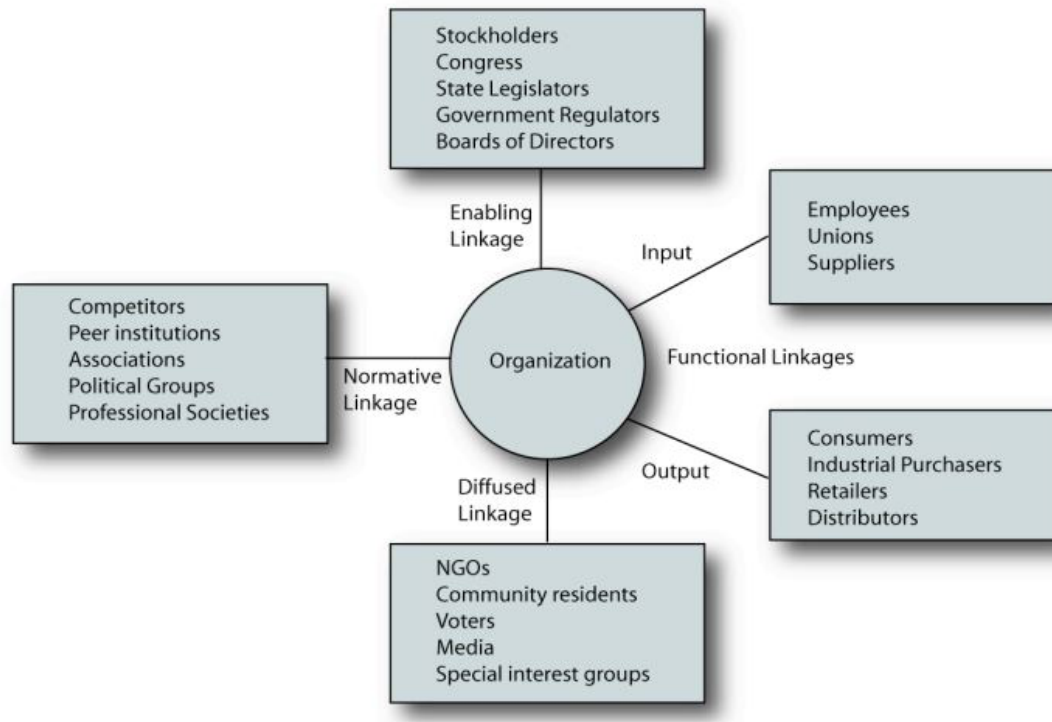 Stockholders
Congress
State Legislators
Government Regulators
Boards of Directors
Enabling
Linkage
Input
Employees
Unions
Suppliers
Competitors
Peer institutions
Associations
Political Groups
Professional Societies
Normative
Linkage
Organization
Functional Linkages
Diffused
Linkage
Output
Consumers
Industrial Purchasers
Retailers
Distributors
NGOs
Community residents
Voters
Media
Special interest groups